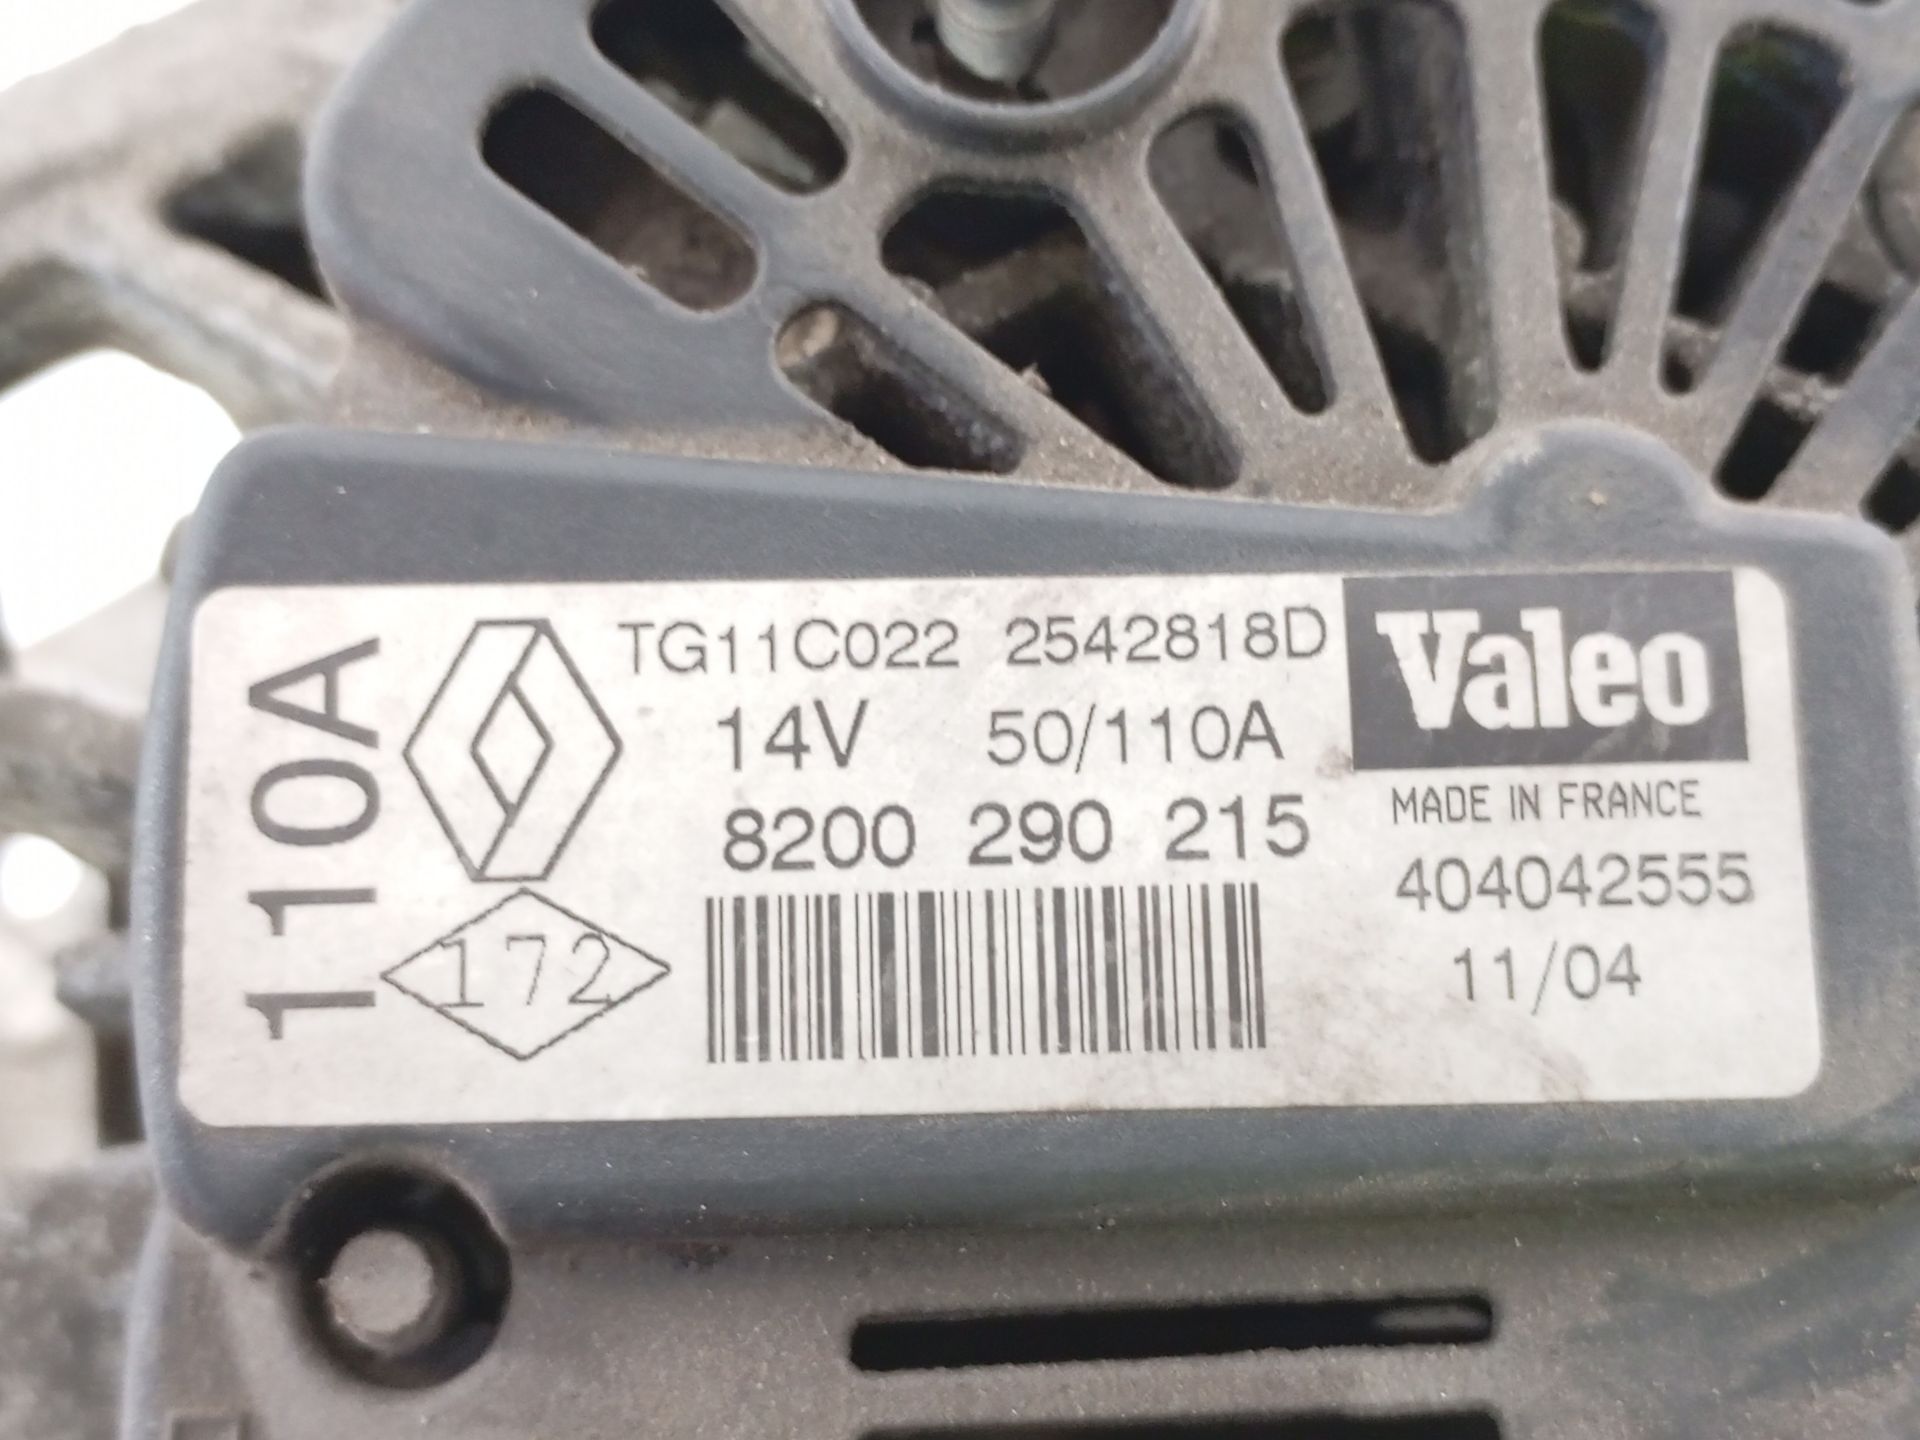 110A
TG11C022 2542818D
14V 50/110A
8200 290 215
172
Valeo
MADE IN FRANCE
404042555
11/04